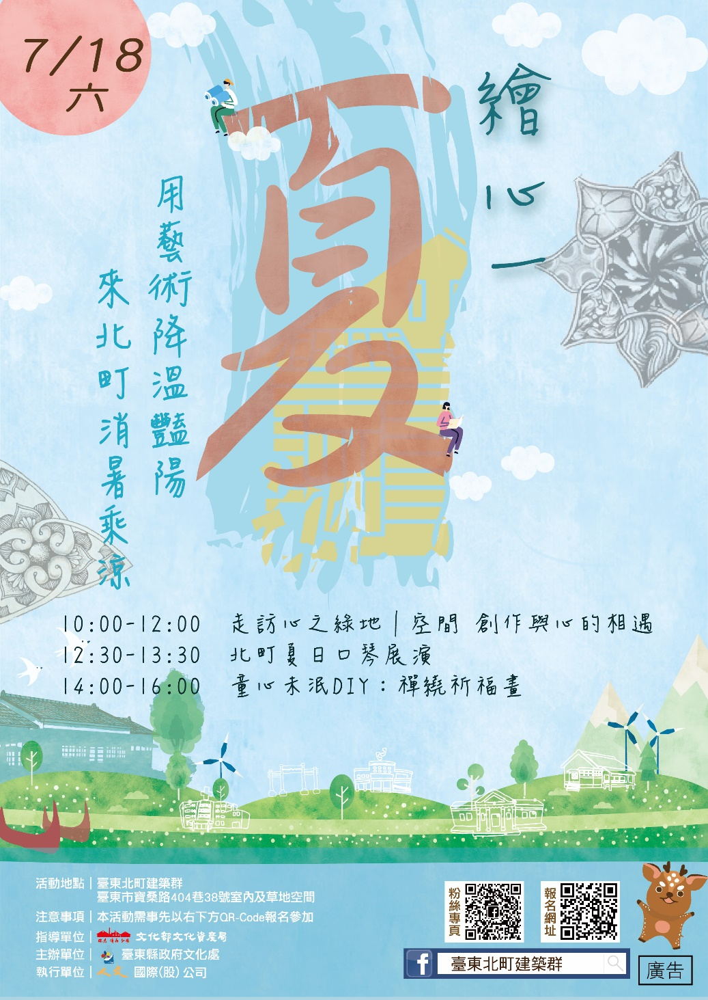 7/18
六
繪心一
夏
用藝術降溫豔陽
來北町消暑乘涼
10:00-12:00 走訪心之綠地｜空間 創作與心的相遇
12:30-13:30 北町夏日口琴展演
14:00-16:00 童心未泯DIY：禪繞祈福畫
活動地點｜臺東北町建築群
臺東市寶桑路404巷38號室內及草地空間
注意事項｜本活動需事先以右下方QR-Code報名參加
指導單位｜文化部文化資產局
主辦單位｜臺東縣政府文化處
執行單位｜國際(股)公司
粉絲專頁
報名網址
f 臺東北町建築群
廣告